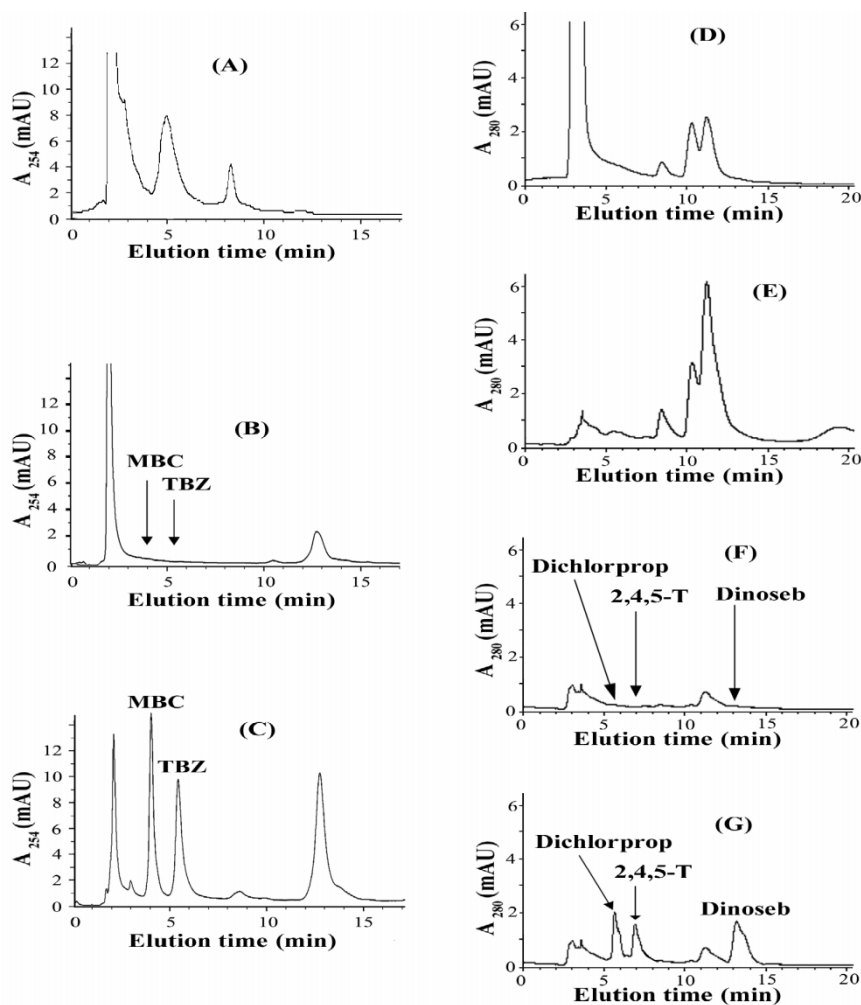 (A)
A254(mAU)
14
12
10
8
6
4
2
0
0 5 10 15
Elution time (min)
(B)
MBC
TBZ
A254(mAU)
14
12
10
8
6
4
2
0
0 5 10 15
Elution time (min)
(C)
MBC
TBZ
A254(mAU)
12
10
8
6
4
2
0
0 5 10 15
Elution time (min)
(D)
A280(mAU)
6
4
2
0
0 5 10 15 20
Elution time (min)
(E)
A280(mAU)
6
4
2
0
0 5 10 15 20
Elution time (min)
(F)
Dichlorprop
2,4,5-T
Dinoseb
A280(mAU)
6
4
2
0
0 5 10 15 20
Elution time (min)
(G)
Dichlorprop
2,4,5-T
Dinoseb
A280(mAU)
6
4
2
0
0 5 10 15 20
Elution time (min)